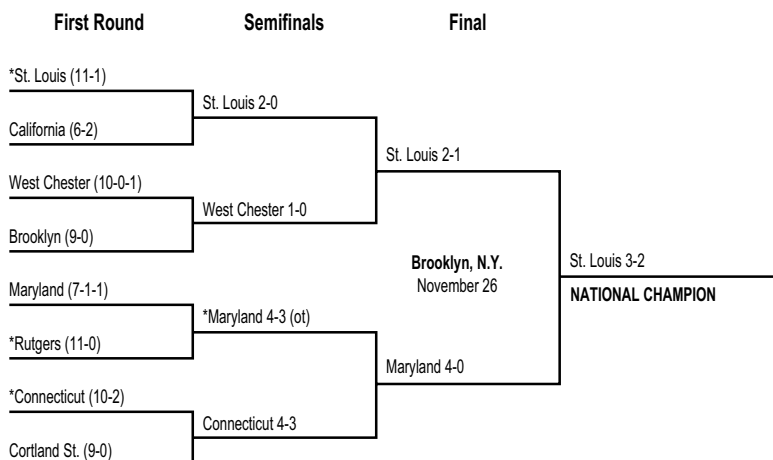 First Round Semifinals Final
*St. Louis (11-1)
St. Louis 2-0
California (6-2)
St. Louis 2-1
West Chester (10-0-1)
West Chester 1-0
Brooklyn (9-0)
Brooklyn, N.Y.
St. Louis 3-2
November 26
Maryland (7-1-1)
NATIONAL CHAMPION
*Maryland 4-3 (ot)
*Rutgers (11-0)
Maryland 4-0
*Connecticut (10-2)
Connecticut 4-3
Cortland St. (9-0)